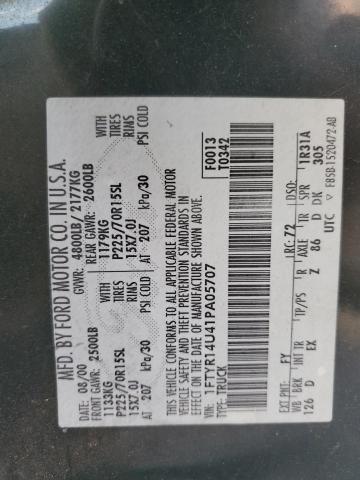 MFD. BY FORD MOTOR CO. IN U.S.A.
DATE: 08/00 GVWR: 4800LB/ 2177KG
FRONT GAWR: 2500LB REAR GAWR: 2600LB
1133KG 1179KG WITH
P225/70R15SL P225/70R15SL TIRES
15X7.0J 15X7.0J RIMS
AT 207 kPa/30 AT 207 kPa/30 PSI COLD
WITH
TIRES
RIMS
PSI COLD
THIS VEHICLE CONFORMS TO ALL APPLICABLE FEDERAL MOTOR
VEHICLE SAFETY AND THEFT PREVENTION STANDARDS IN
EFFECT ON THE DATE OF MANUFACTURE SHOWN ABOVE.
VIN: 1FTYR14U41PA05707
TYPE: TRUCK
F0013
T0342
EXT PNT: FY RC: 72 DSO:
WB BRK INT TR TP/PS R AXLE TR SPR
126 D EX Z 86 D DK
1R31A
305
UTC F85B-1520472-AB